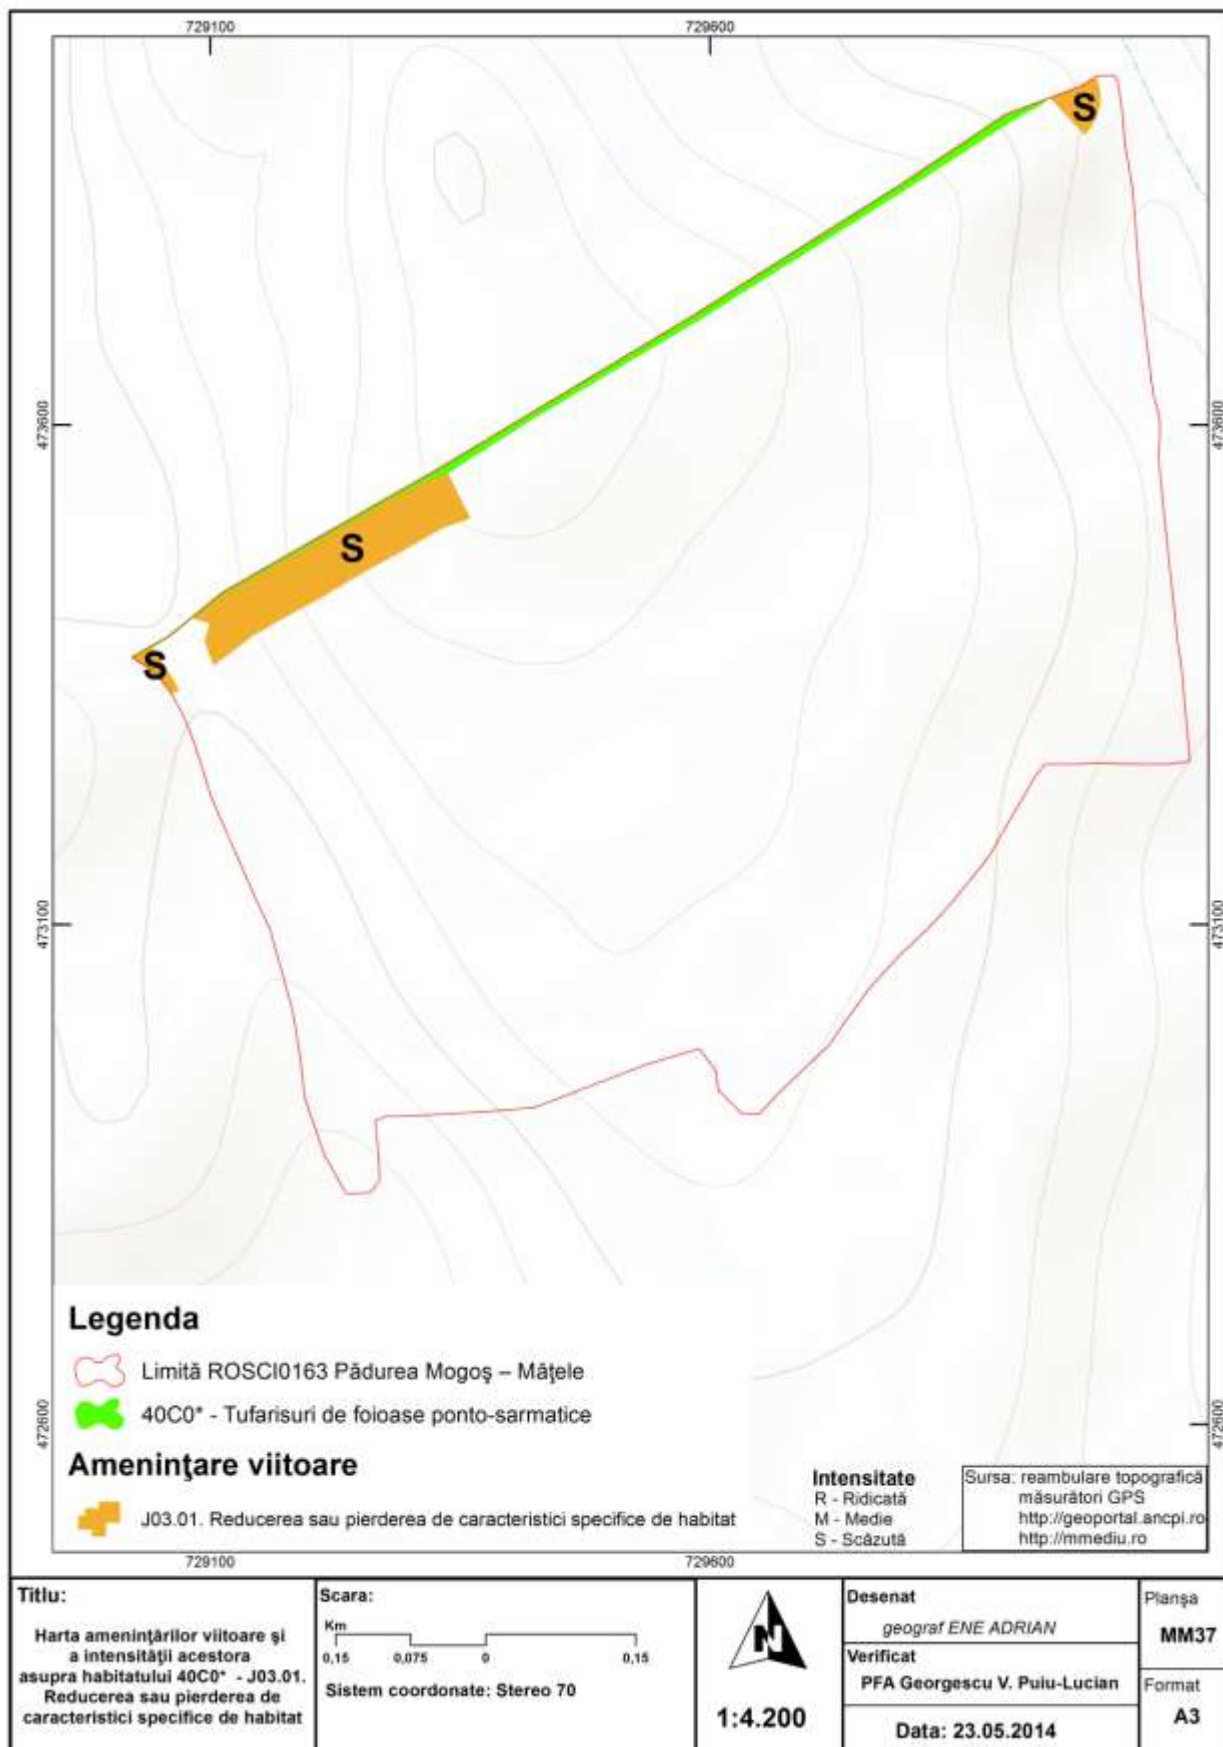 729100
729600
S
473600
473600
S
S
473100
473100
Legenda
Limită ROSCI0163 Pădurea Mogoş – Mâţele
40C0* - Tufarisuri de foioase ponto-sarmatice
472600
472600
Ameninţare viitoare
J03.01. Reducerea sau pierderea de caracteristici specifice de habitat
Intensitate
R - Ridicată
M - Medie
S - Scăzută
Sursa: reambulare topografică
măsurători GPS
http://geoportal.ancpi.ro
http://mmediu.ro
729100
729600
Titlu:
Harta ameninţărilor viitoare şi
a intensităţii acestora
asupra habitatului 40C0* - J03.01.
Reducerea sau pierderea de
caracteristici specifice de habitat
Scara:
Km
0,15 0,075 0 0,15
Sistem coordonate: Stereo 70
N
1:4.200
Desenat
geograf ENE ADRIAN
Verificat
PFA Georgescu V. Puiu-Lucian
Data: 23.05.2014
Planşa
MM37
Format
A3